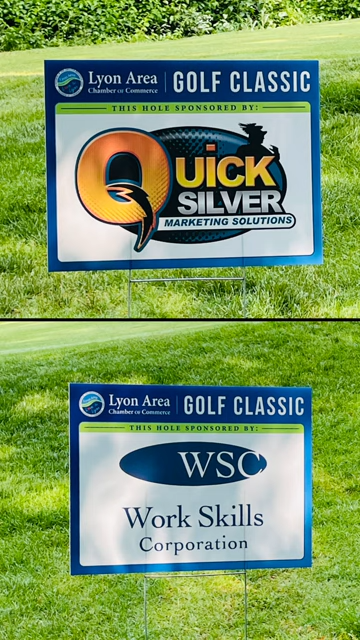 Lyon Area
Chamber of Commerce
GOLF CLASSIC
THIS HOLE SPONSORED BY:
QUiCK
SILVER
MARKETING SOLUTIONS
Lyon Area
Chamber of Commerce
GOLF CLASSIC
THIS HOLE SPONSORED BY:
WSC
Work Skills
Corporation